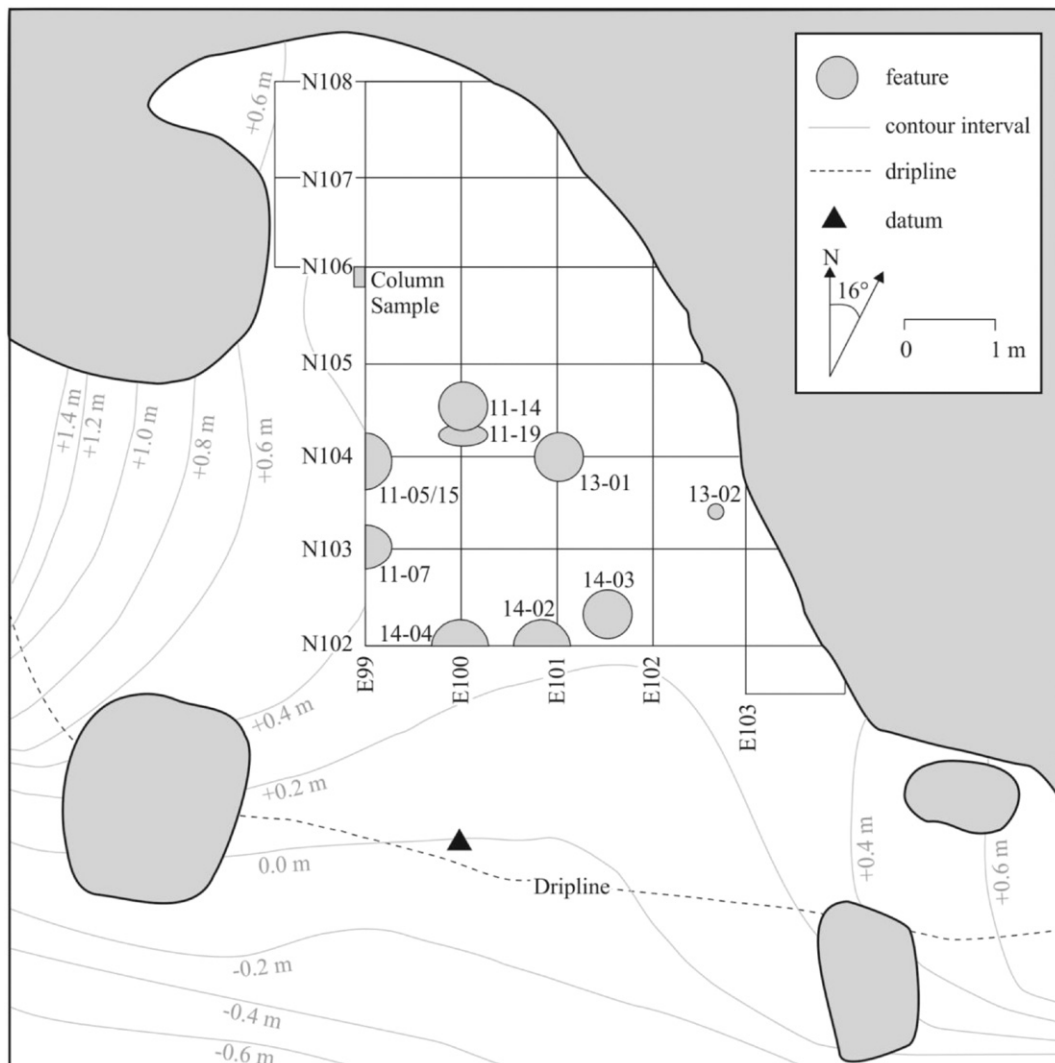 feature
contour interval
dripline
datum
N
16°
0
1 m
N108
+0.6 m
N107
N106
Column
Sample
N105
11-14
11-19
N104
+1.4 m
+1.2 m
+1.0 m
+0.8 m
+0.6 m
11-05/15
13-01
13-02
N103
11-07
14-03
14-02
14-04
N102
E99
E100
E101
E102
E103
+0.4 m
+0.2 m
0.0 m
Dripline
+0.4 m
+0.6 m
-0.2 m
-0.4 m
-0.6 m